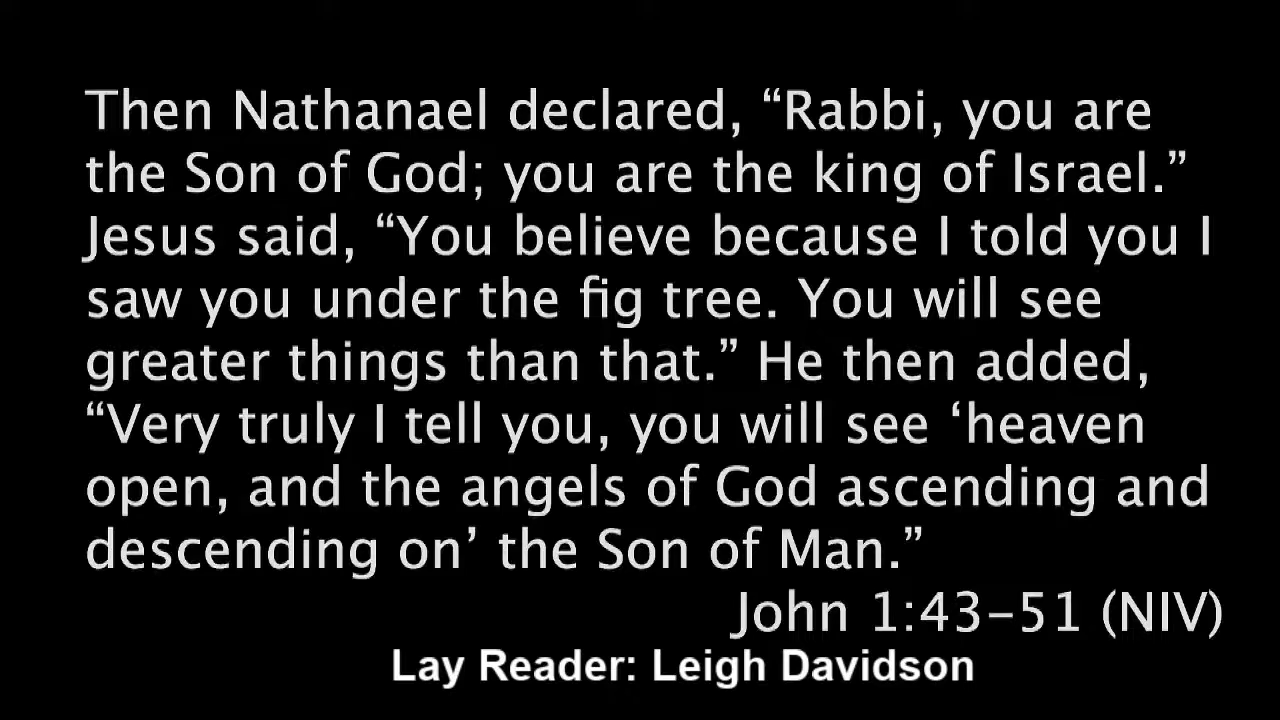 Then Nathanael declared, “Rabbi, you are
the Son of God; you are the king of Israel.”
Jesus said, “You believe because I told you I
saw you under the fig tree. You will see
greater things than that.” He then added,
“Very truly I tell you, you will see ‘heaven
open, and the angels of God ascending and
descending on’ the Son of Man.”
John 1:43–51 (NIV)
Lay Reader: Leigh Davidson